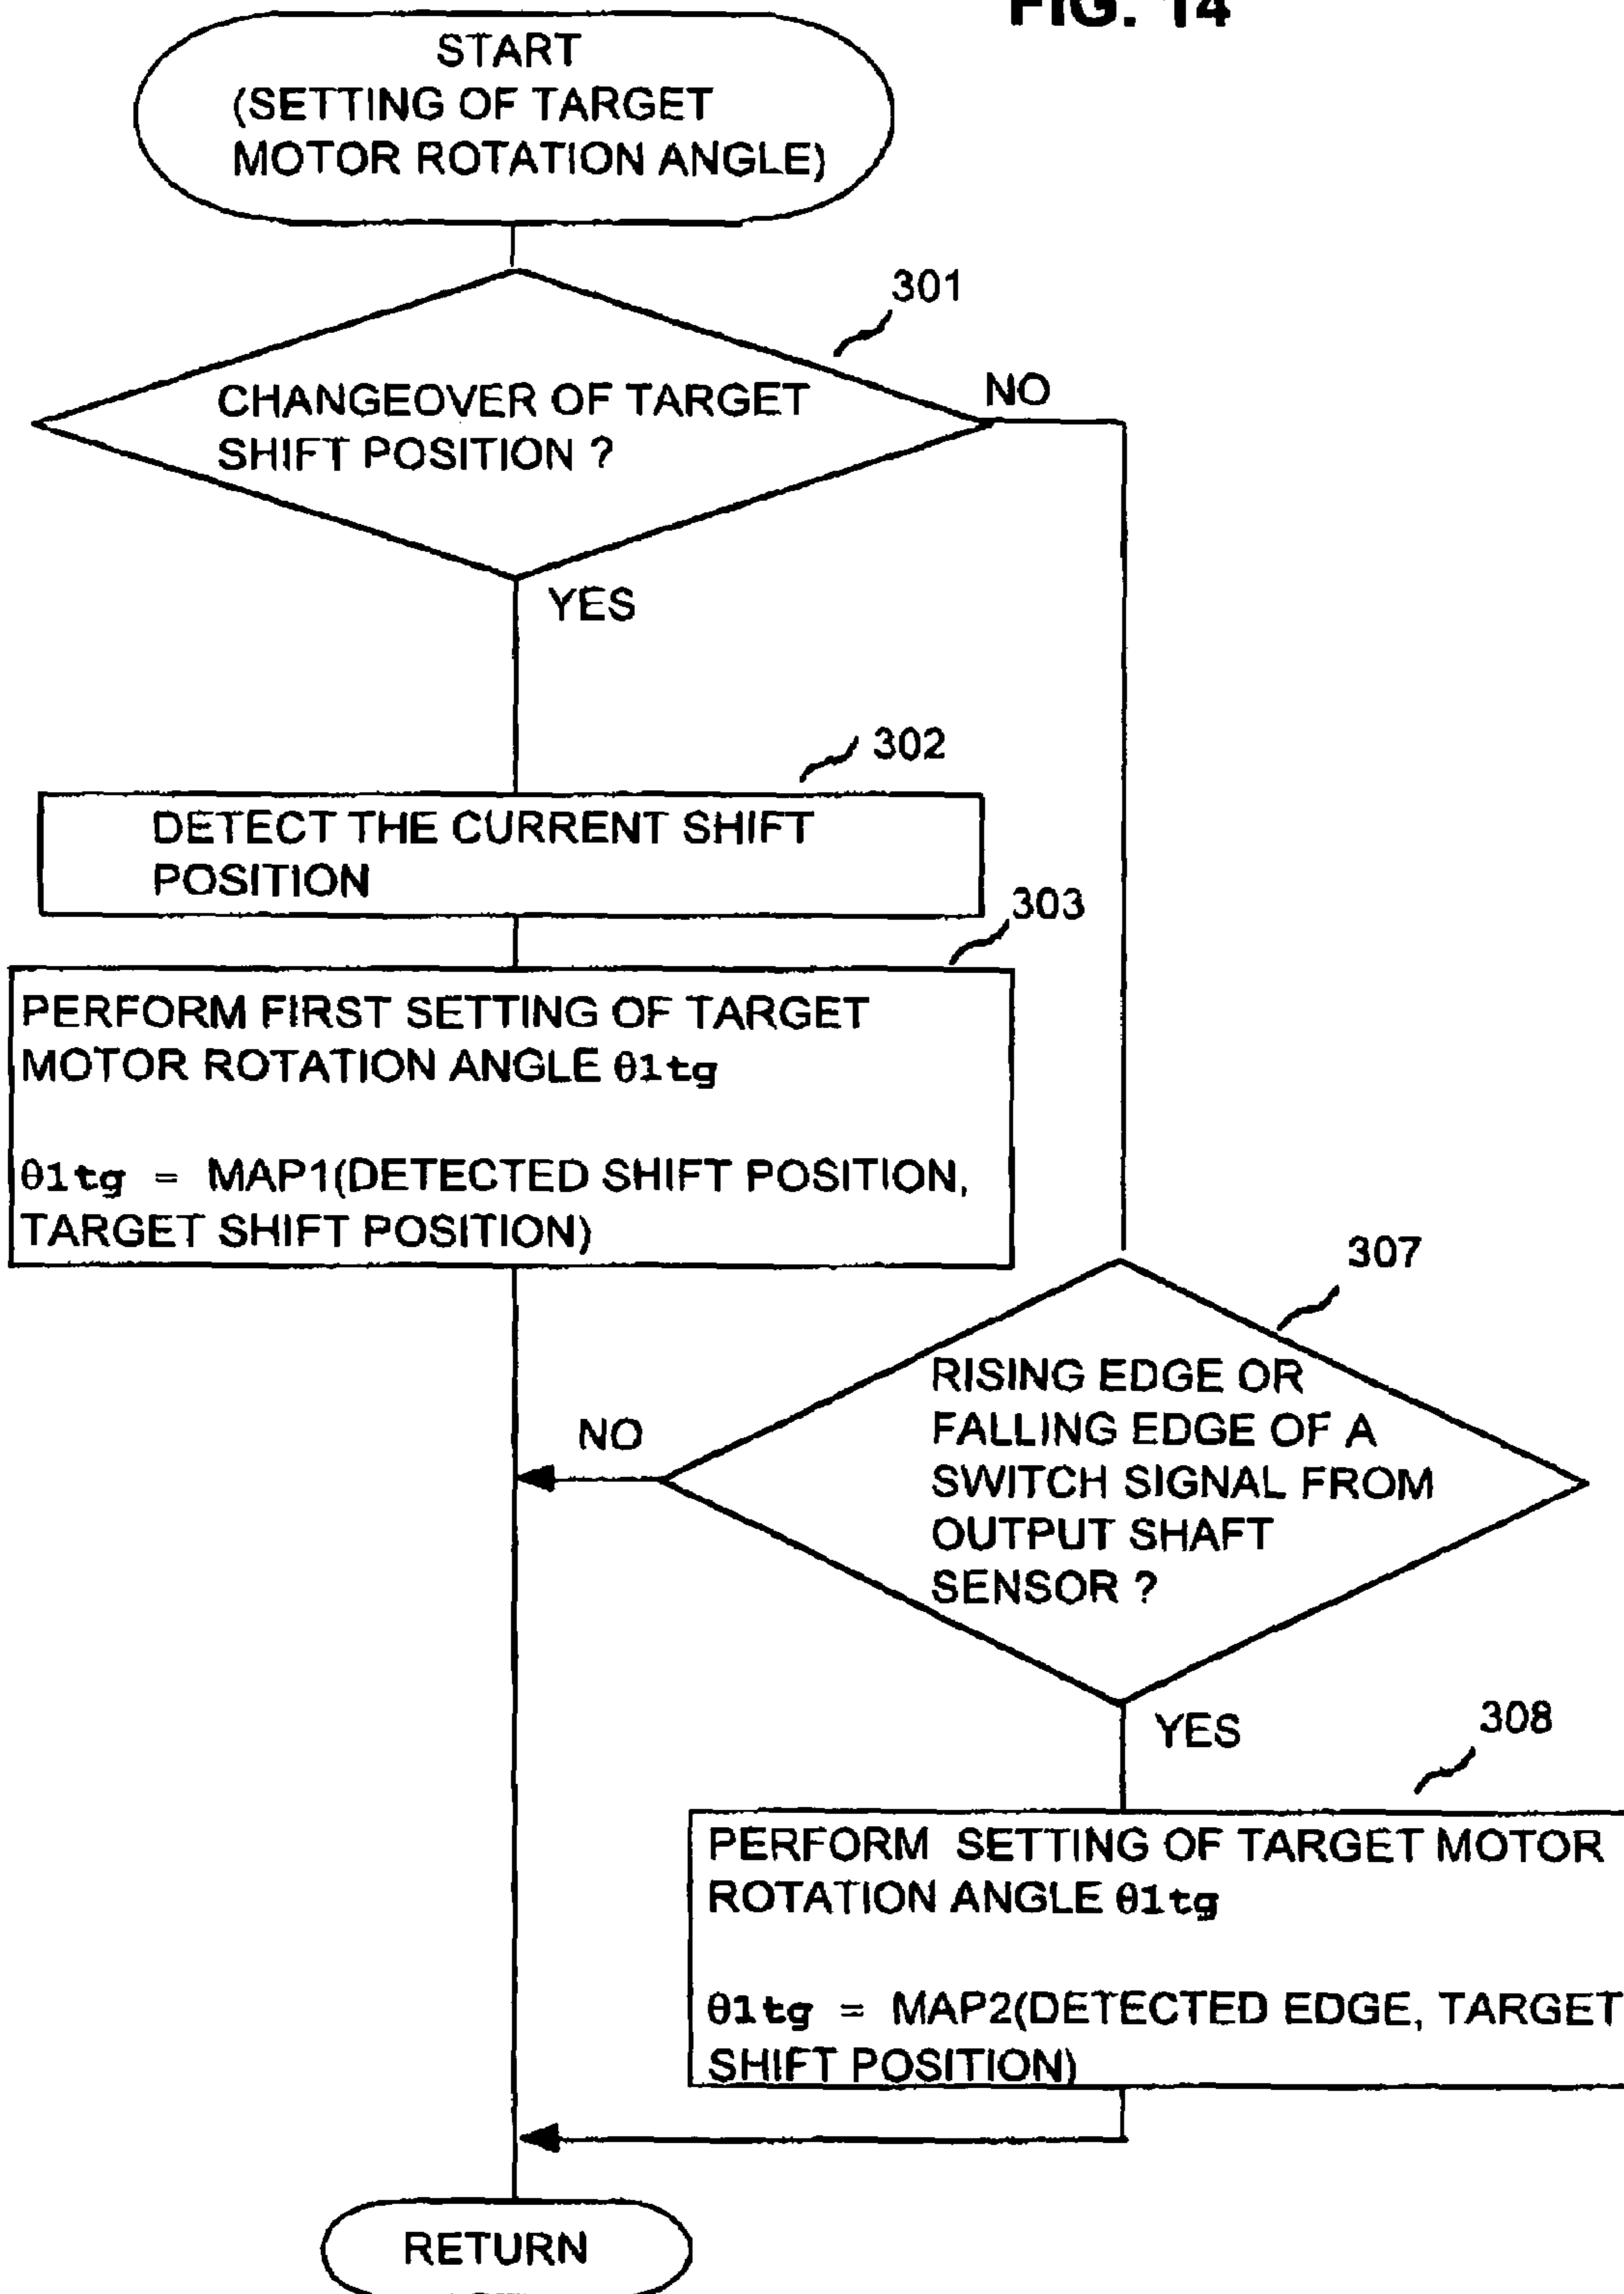 FIG. 14
START
(SETTING OF TARGET
MOTOR ROTATION ANGLE)
301
CHANGEOVER OF TARGET
SHIFT POSITION ?
NO
YES
302
DETECT THE CURRENT SHIFT
POSITION
303
PERFORM FIRST SETTING OF TARGET
MOTOR ROTATION ANGLE θ1tg
θ1tg = MAP1(DETECTED SHIFT POSITION,
TARGET SHIFT POSITION)
307
RISING EDGE OR
FALLING EDGE OF A
SWITCH SIGNAL FROM
OUTPUT SHAFT
SENSOR ?
NO
YES
308
PERFORM SETTING OF TARGET MOTOR
ROTATION ANGLE θ1tg
θ1tg = MAP2(DETECTED EDGE, TARGET
SHIFT POSITION)
RETURN